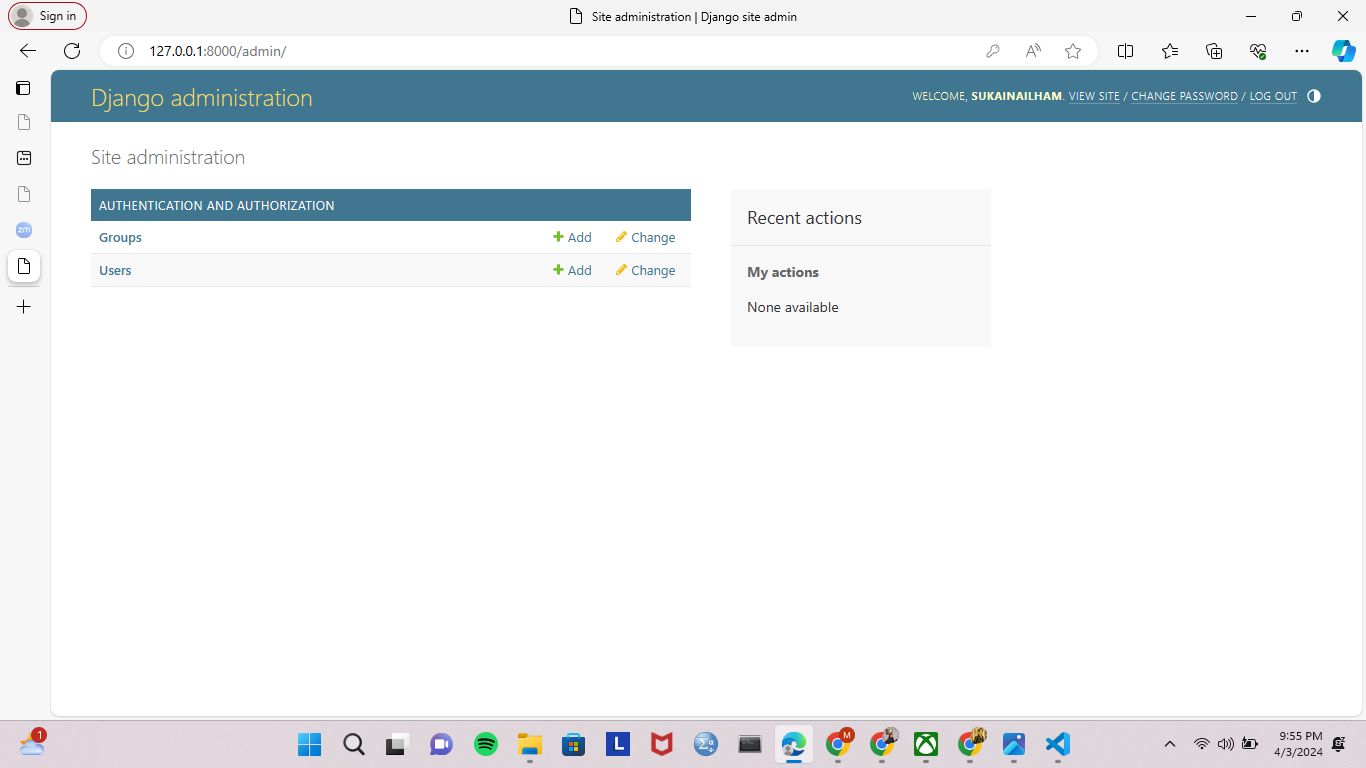 Sign in
Site administration | Django site admin
127.0.0.1:8000/admin/
Django administration
WELCOME, SUKAINAILHAM. VIEW SITE / CHANGE PASSWORD / LOG OUT
Site administration
AUTHENTICATION AND AUTHORIZATION
Groups Add Change
Users Add Change
Recent actions
My actions
None available
zm
1
L
M
9:55 PM
4/3/2024